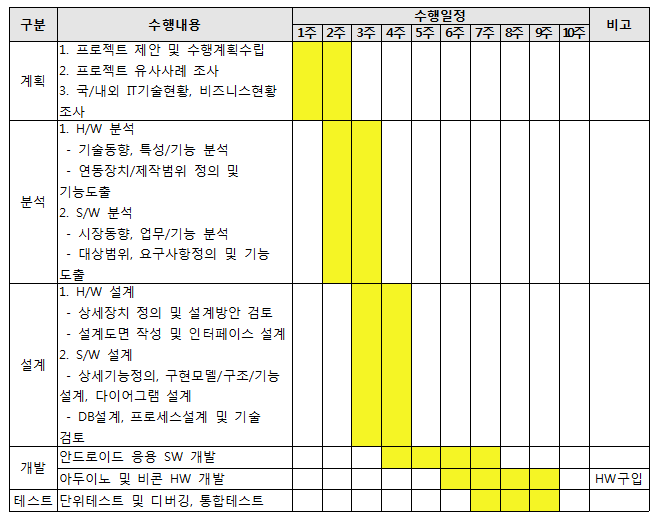 구분 수행내용 수행일정 비고
1주 2주 3주 4주 5주 6주 7주 8주 9주 10주
계획
1. 프로젝트 제안 및 수행계획수립
2. 프로젝트 유사사례 조사
3. 국/내외 IT기술현황, 비즈니스현황
조사
분석
1. H/W 분석
- 기술동향, 특성/기능 분석
- 연동장치/제작범위 정의 및
기능도출
2. S/W 분석
- 시장동향, 업무/기능 분석
- 대상범위, 요구사항정의 및 기능
도출
설계
1. H/W 설계
- 상세장치 정의 및 설계방안 검토
- 설계도면 작성 및 인터페이스 설계
2. S/W 설계
- 상세기능정의, 구현모델/구조/기능
설계, 다이어그램 설계
- DB설계, 프로세스설계 및 기술
검토
개발
안드로이드 응용 SW 개발
아두이노 및 비콘 HW 개발 HW구입
테스트 단위테스트 및 디버깅, 통합테스트